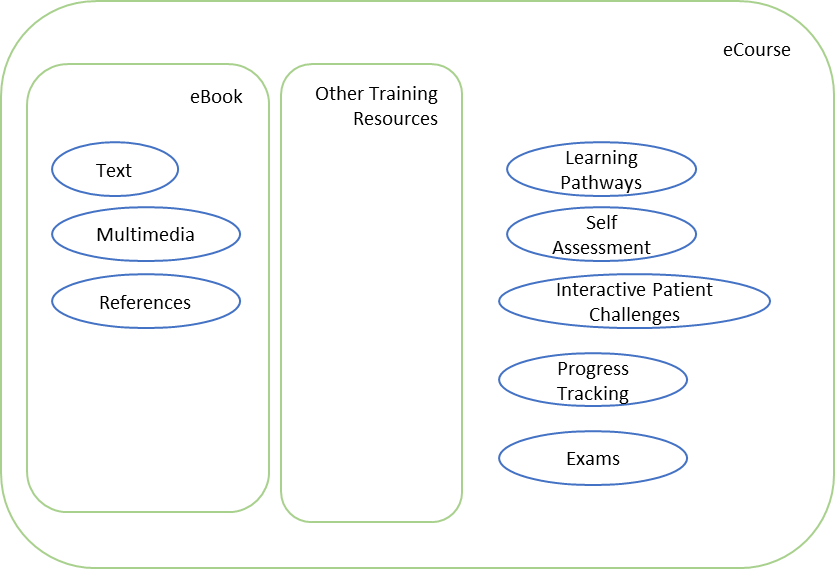 eCourse
eBook
Text
Multimedia
References
Other Training
Resources
Learning
Pathways
Self
Assessment
Interactive Patient
Challenges
Progress
Tracking
Exams